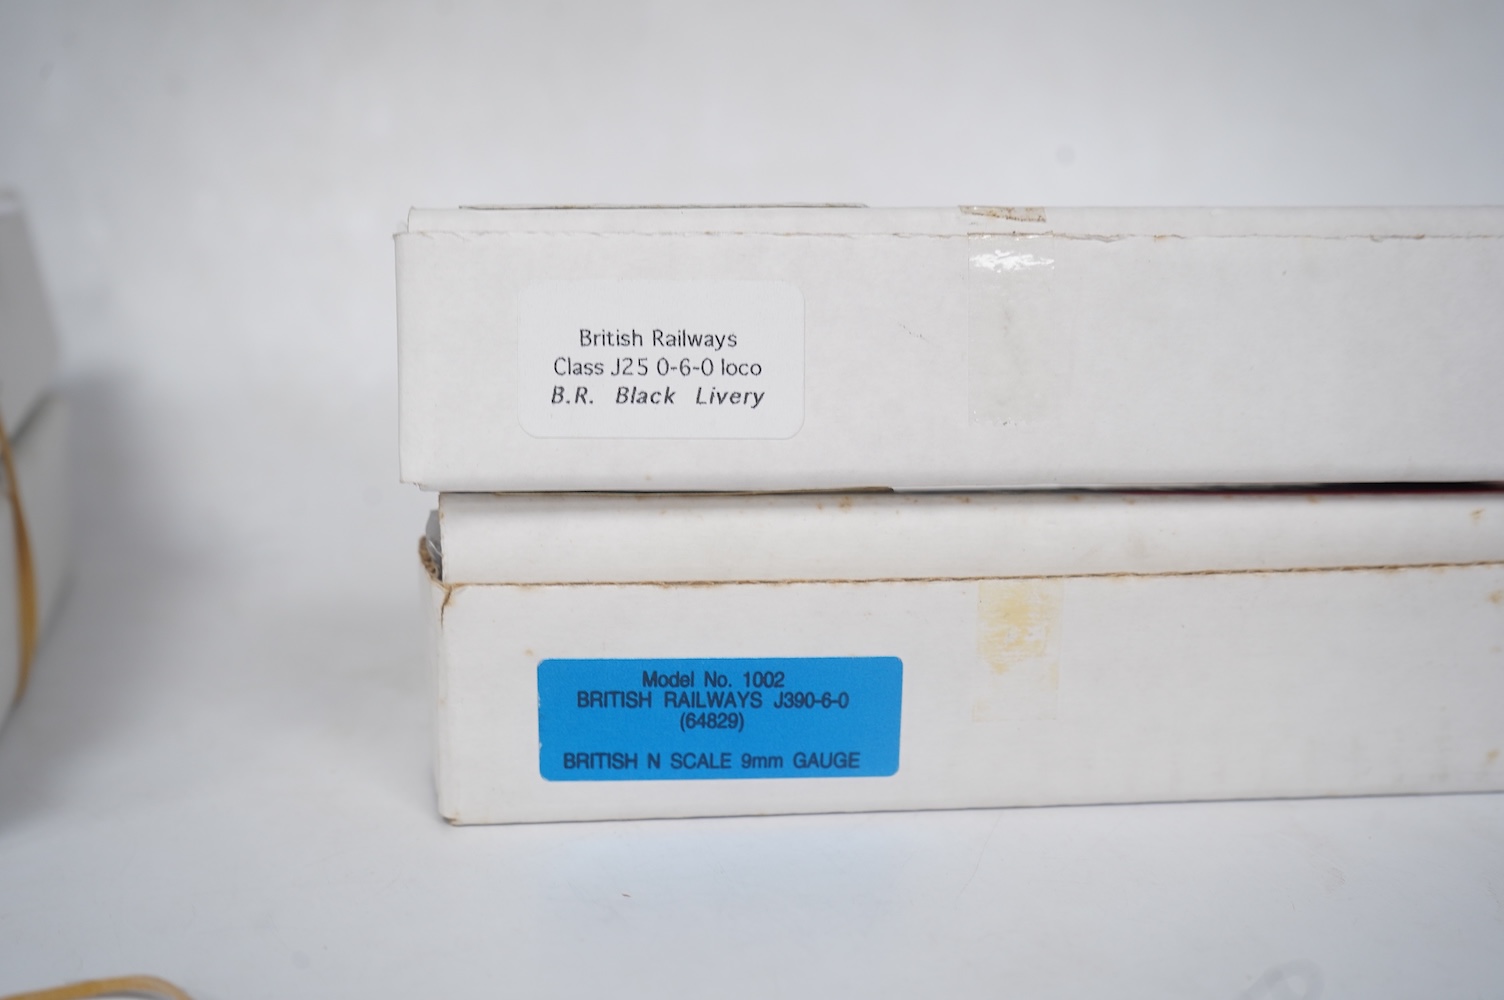 British Railways
Class J25 0-6-0 loco
B.R. Black Livery
Model No. 1002
BRITISH RAILWAYS J390-6-0
(64829)
BRITISH N SCALE 9mm GAUGE